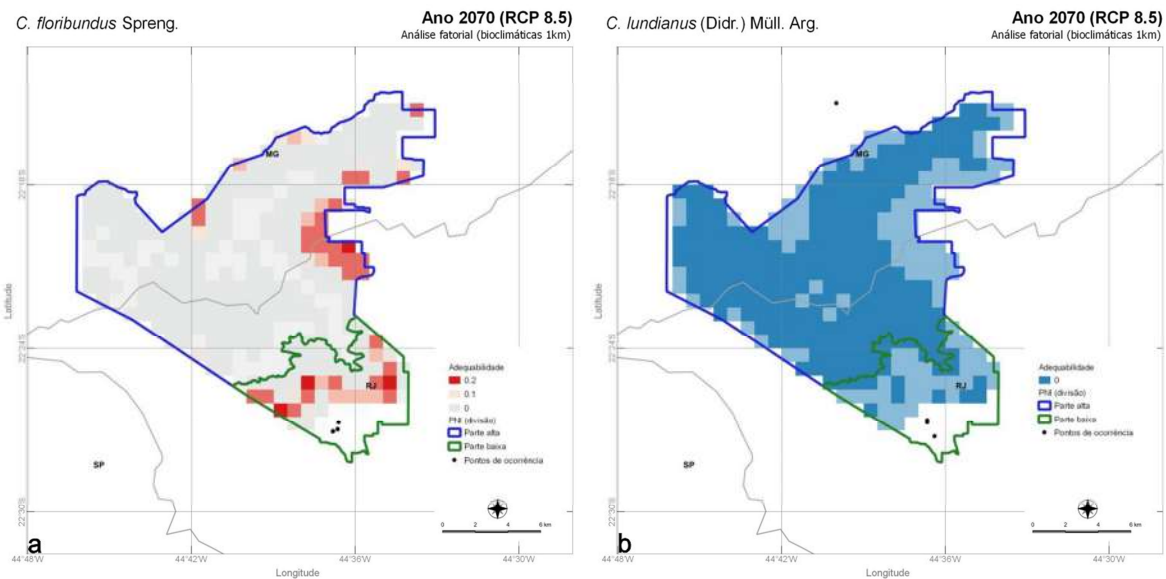 C. floribundus Spreng.
Ano 2070 (RCP 8.5)
Análise fatorial (bioclimáticas 1km)
MG
RJ
SP
Adequabilidade
0.2
0.1
0
PNI (divisão)
Parte alta
Parte baixa
Pontos de ocorrência
0 2 4 6 km
22°18'S
22°24'S
22°30'S
Latitude
a
44°48'W
44°42'W
44°36'W
44°30'W
Longitude
C. lundianus (Didr.) Müll. Arg.
Ano 2070 (RCP 8.5)
Análise fatorial (bioclimáticas 1km)
MG
RJ
SP
Adequabilidade
0
PNI (divisão)
Parte alta
Parte baixa
Pontos de ocorrência
0 2 4 6 km
22°18'S
22°24'S
22°30'S
Latitude
b
44°48'W
44°42'W
44°36'W
44°30'W
Longitude